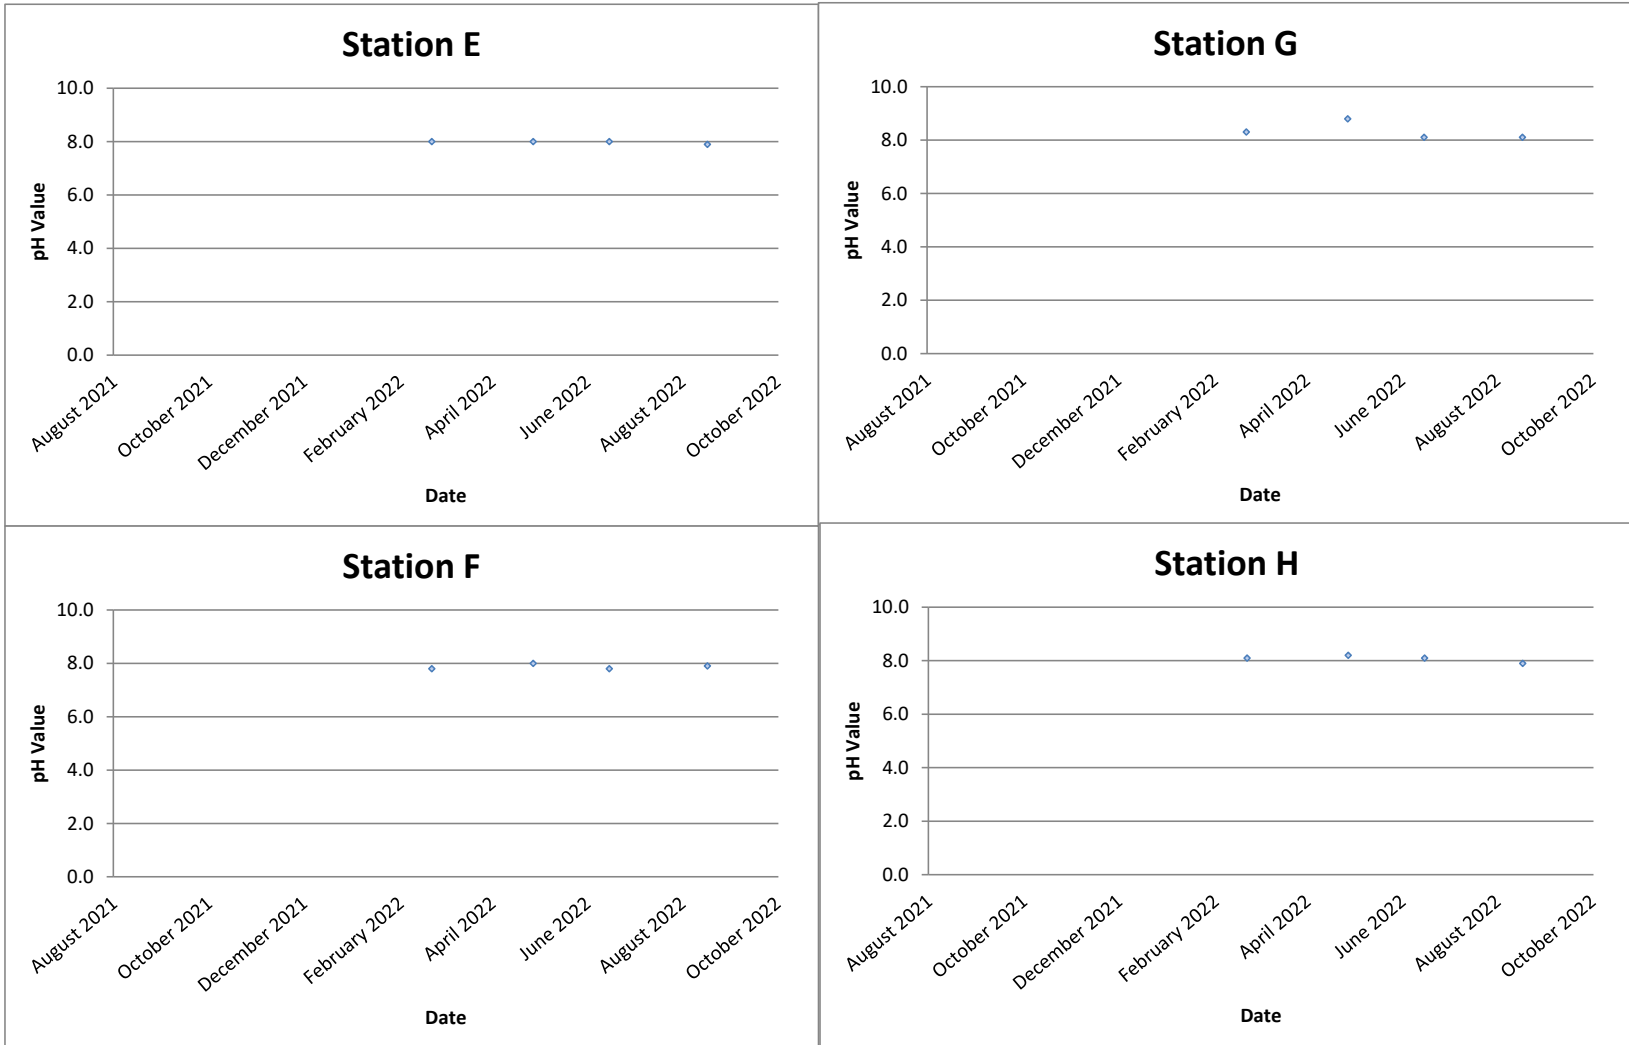 Station E
10.0
8.0
6.0
4.0
2.0
0.0
pH Value
August 2021
October 2021
December 2021
February 2022
April 2022
June 2022
August 2022
October 2022
Date
Station G
10.0
8.0
6.0
4.0
2.0
0.0
pH Value
August 2021
October 2021
December 2021
February 2022
April 2022
June 2022
August 2022
October 2022
Date
Station F
10.0
8.0
6.0
4.0
2.0
0.0
pH Value
August 2021
October 2021
December 2021
February 2022
April 2022
June 2022
August 2022
October 2022
Date
Station H
10.0
8.0
6.0
4.0
2.0
0.0
pH Value
August 2021
October 2021
December 2021
February 2022
April 2022
June 2022
August 2022
October 2022
Date